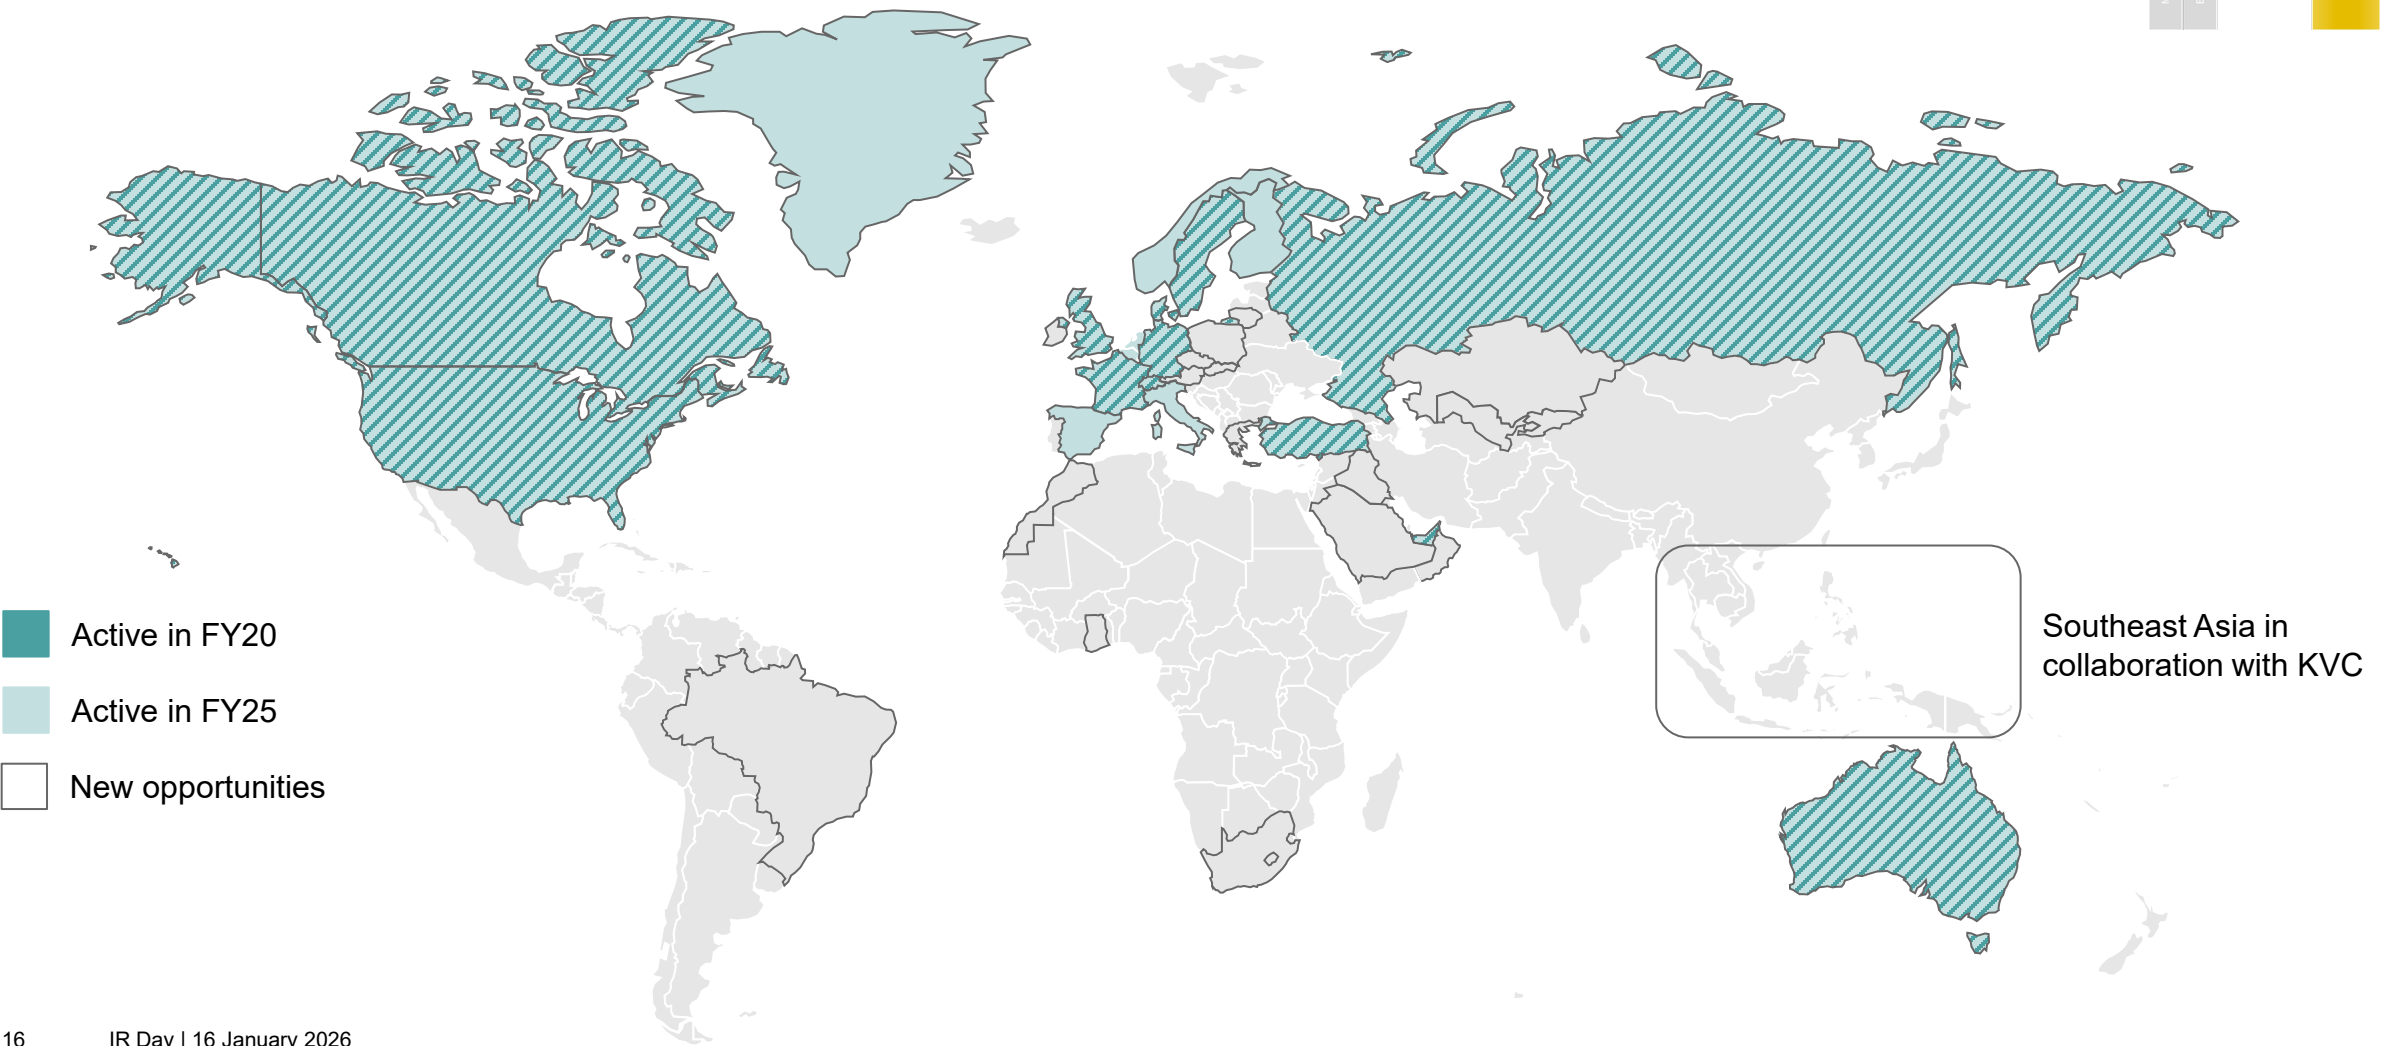 Active in FY20
Active in FY25
New opportunities
Southeast Asia in
collaboration with KVC
16 IR Day | 16 January 2026